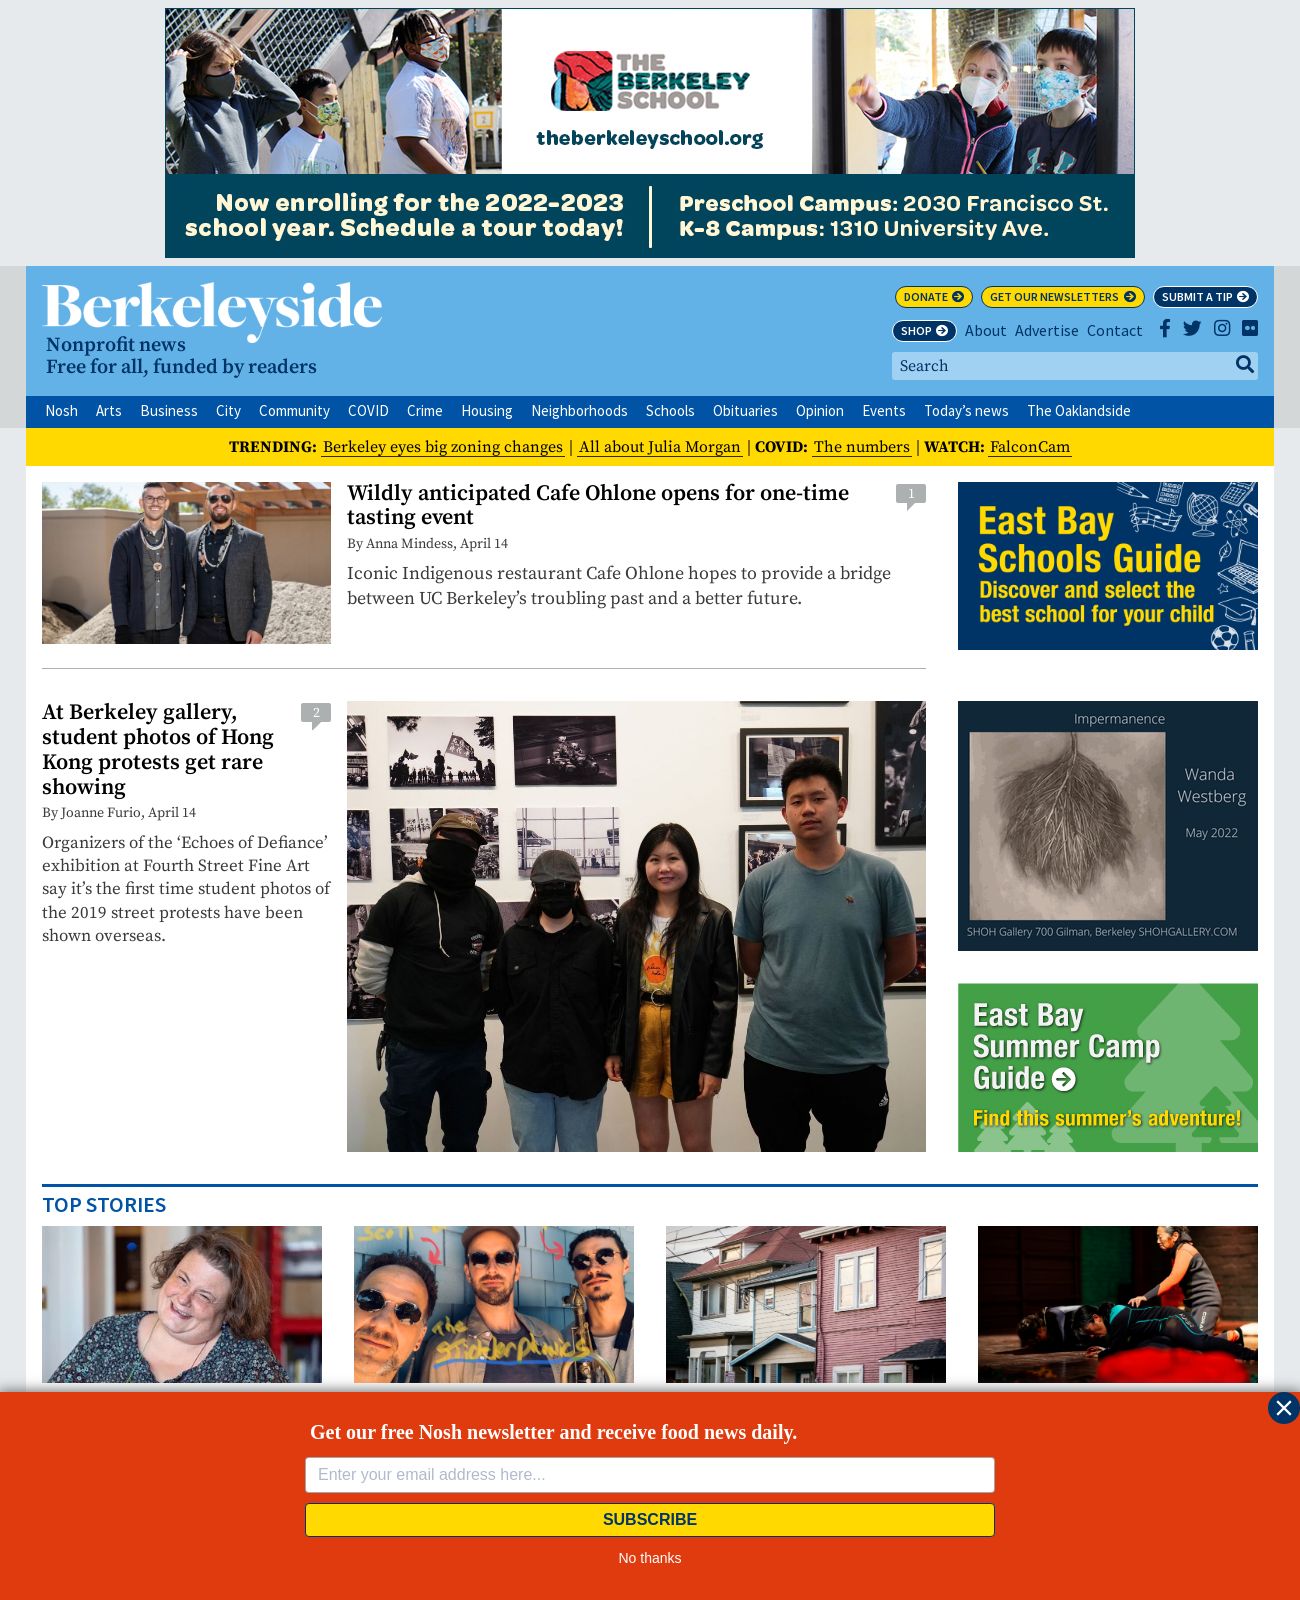 THE
BERKELEY
SCHOOL
theberkeleyschool.org
Now enrolling for the 2022-2023
school year. Schedule a tour today!
Preschool Campus: 2030 Francisco St.
K-8 Campus: 1310 University Ave.
Berkeleyside
Nonprofit news
Free for all, funded by readers
DONATE GET OUR NEWSLETTERS SUBMIT A TIP
SHOP About Advertise Contact
Search
Nosh Arts Business City Community COVID Crime Housing Neighborhoods Schools Obituaries Opinion Events Today’s news The Oaklandside
TRENDING: Berkeley eyes big zoning changes | All about Julia Morgan | COVID: The numbers | WATCH: FalconCam
Wildly anticipated Cafe Ohlone opens for one-time
tasting event
1
By Anna Mindess, April 14
Iconic Indigenous restaurant Cafe Ohlone hopes to provide a bridge
between UC Berkeley’s troubling past and a better future.
East Bay
Schools Guide
Discover and select the
best school for your child
At Berkeley gallery,
student photos of Hong
Kong protests get rare
showing
2
By Joanne Furio, April 14
Organizers of the ‘Echoes of Defiance’
exhibition at Fourth Street Fine Art
say it’s the first time student photos of
the 2019 street protests have been
shown overseas.
Impermanence
Wanda
Westberg
May 2022
SHOH Gallery 700 Gilman, Berkeley SHOHGALLERY.COM
East Bay
Summer Camp
Guide
Find this summer’s adventure!
TOP STORIES
Scott
The
Get our free Nosh newsletter and receive food news daily.
Enter your email address here...
SUBSCRIBE
No thanks